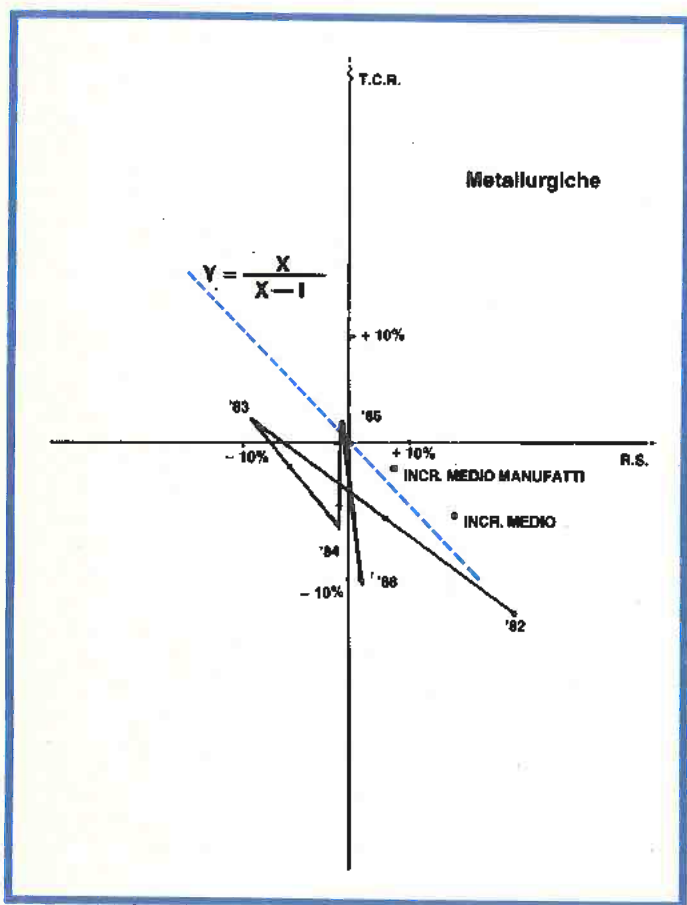 T.C.R.
Metallurgiche
Y = X
X — I
+ 10%
'83
'85
– 10%
+ 10%
R.S.
INCR. MEDIO MANUFATTI
INCR. MEDIO
'84
'86
– 10%
'82